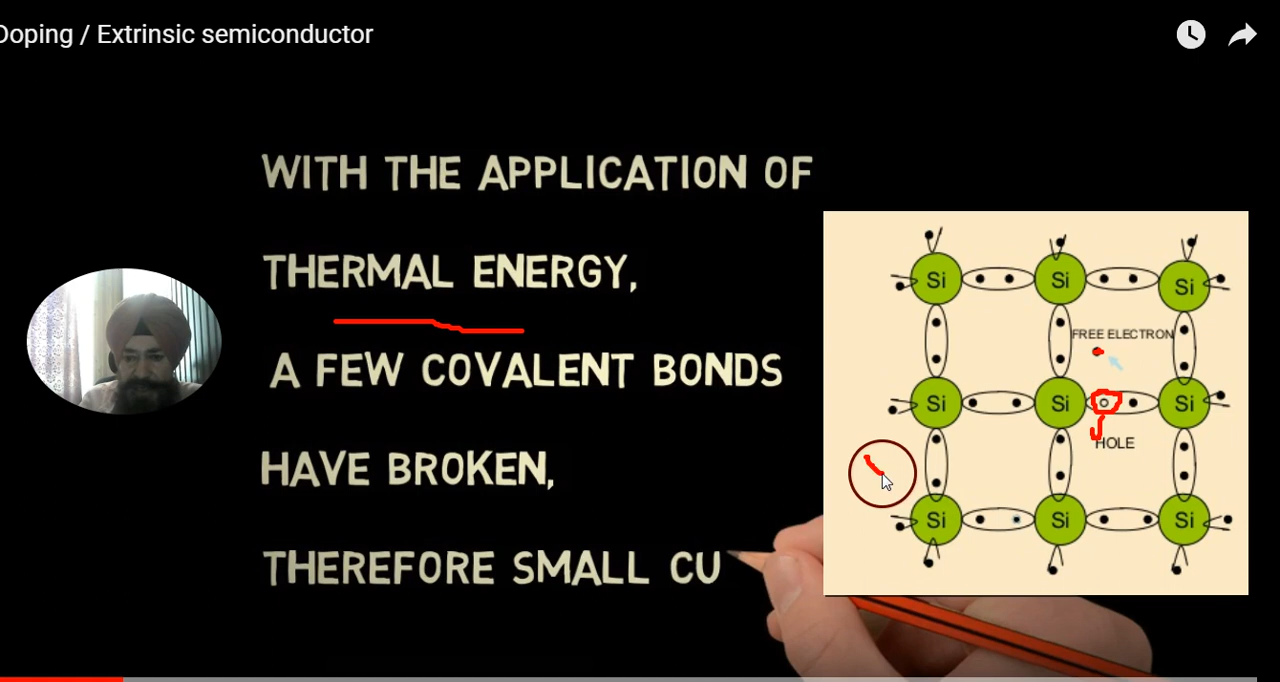 Doping / Extrinsic semiconductor
WITH THE APPLICATION OF
THERMAL ENERGY,
A FEW COVALENT BONDS
HAVE BROKEN,
THEREFORE SMALL CU
Si Si Si
FREE ELECTRON
Si Si Si
HOLE
Si Si Si